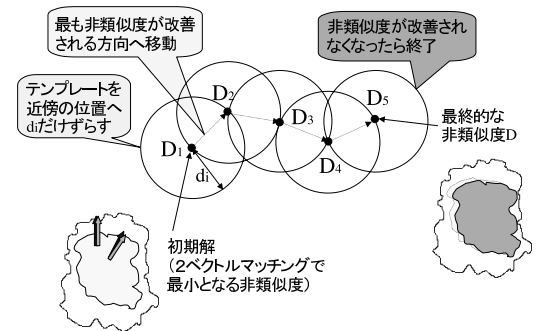 最も非類似度が改善
される方向へ移動
非類似度が改善され
なくなったら終了
テンプレートを
近傍の位置へ
diだけずらす
D1
D2
D3
D4
D5
di
最終的な
非類似度D
初期解
(2ベクトルマッチングで
最小となる非類似度)